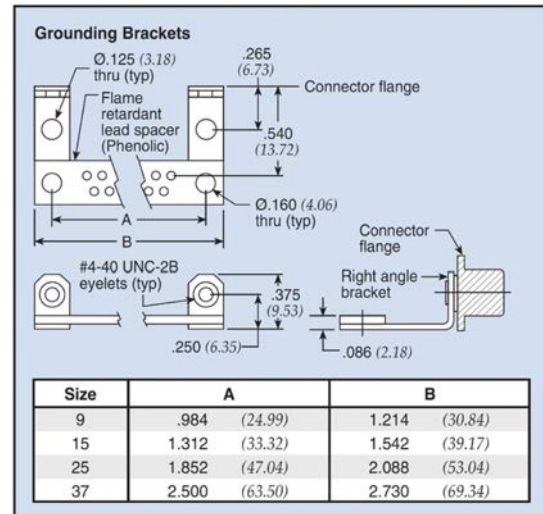 Grounding Brackets
Ø.125 (3.18)
thru (typ)
.265
(6.73)
Connector flange
Flame
retardant
lead spacer
(Phenolic)
.540
(13.72)
Ø.160 (4.06)
thru (typ)
A
B
Connector
flange
#4-40 UNC-2B
eyelets (typ)
Right angle
bracket
.375
(9.53)
.250 (6.35)
.086 (2.18)
Size A B
9 .984 (24.99) 1.214 (30.84)
15 1.312 (33.32) 1.542 (39.17)
25 1.852 (47.04) 2.088 (53.04)
37 2.500 (63.50) 2.730 (69.34)